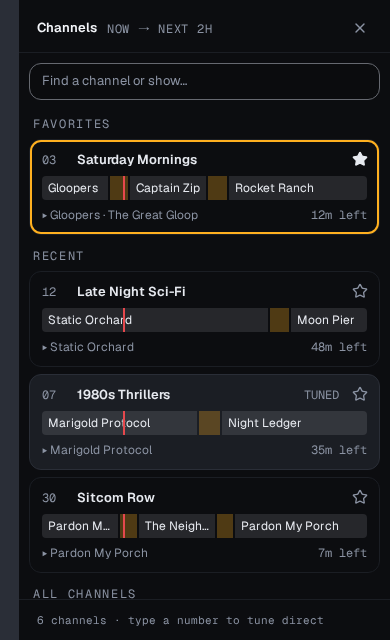 Channels NOW → NEXT 2H
Find a channel or show…
FAVORITES
03 Saturday Mornings
Gloopers Captain Zip Rocket Ranch
▸ Gloopers · The Great Gloop 12m left
RECENT
12 Late Night Sci-Fi
Static Orchard Moon Pier
▸ Static Orchard 48m left
07 1980s Thrillers TUNED
Marigold Protocol Night Ledger
▸ Marigold Protocol 35m left
30 Sitcom Row
Pardon M… The Neigh… Pardon My Porch
▸ Pardon My Porch 7m left
ALL CHANNELS
6 channels · type a number to tune direct